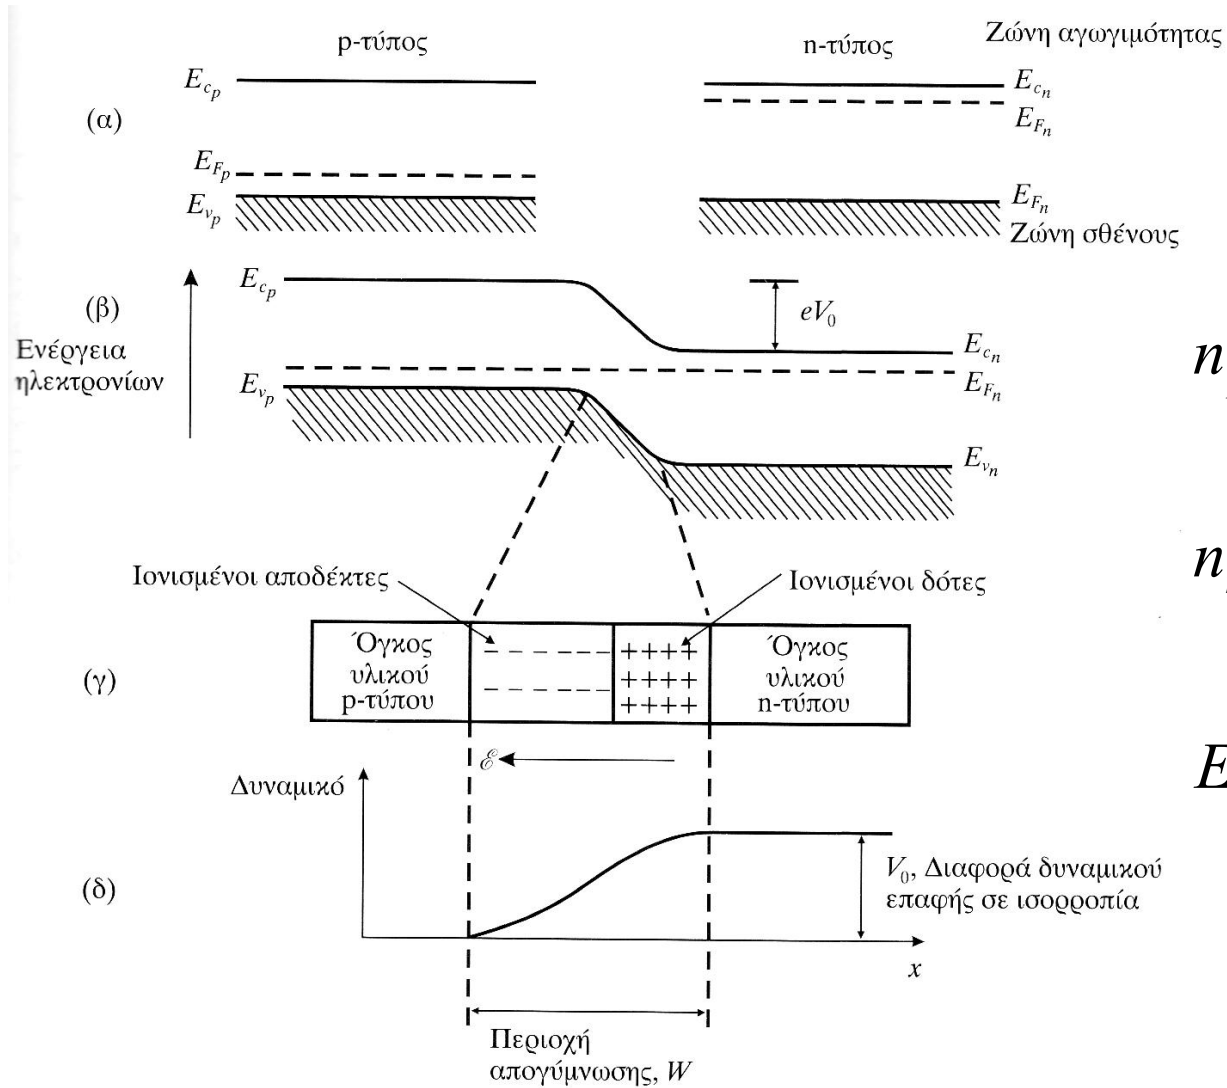 p-τύπος
n-τύπος
Ζώνη αγωγιμότητας
E_{c_p}
E_{c_n}
(α)
E_{F_n}
E_{F_p}
E_{v_p}
E_{F_n}
Ζώνη σθένους
E_{c_p}
(β)
eV_0
Ενέργεια
ηλεκτρονίων
E_{c_n}
n
E_{v_p}
E_{F_n}
E_{v_n}
Ιονισμένοι αποδέκτες
Ιονισμένοι δότες
n
(γ)
Όγκος
υλικού
p-τύπου
– – – – – – –
– – – – – – –
++++
++++
++++
Όγκος
υλικού
n-τύπου
ℰ
E
Δυναμικό
(δ)
V_0, Διαφορά δυναμικού
επαφής σε ισορροπία
x
Περιοχή
απογύμνωσης, W